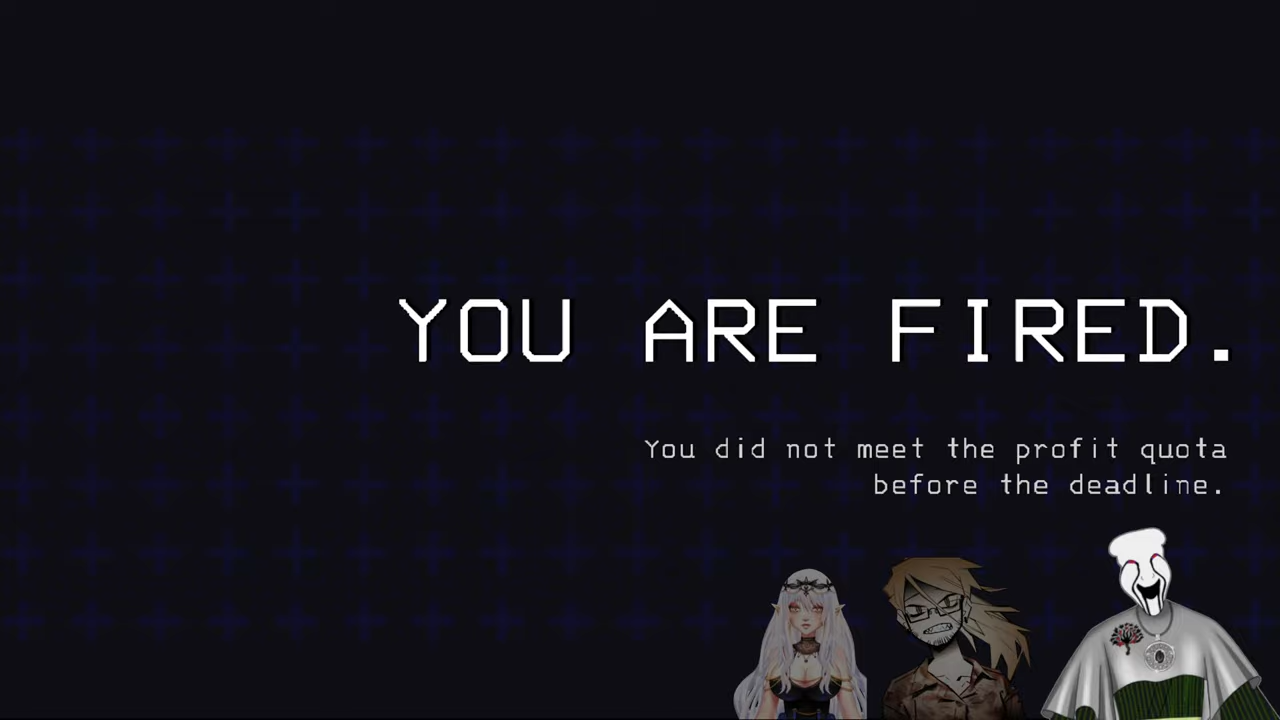 YOU ARE FIRED.
You did not meet the profit quota
before the deadline.